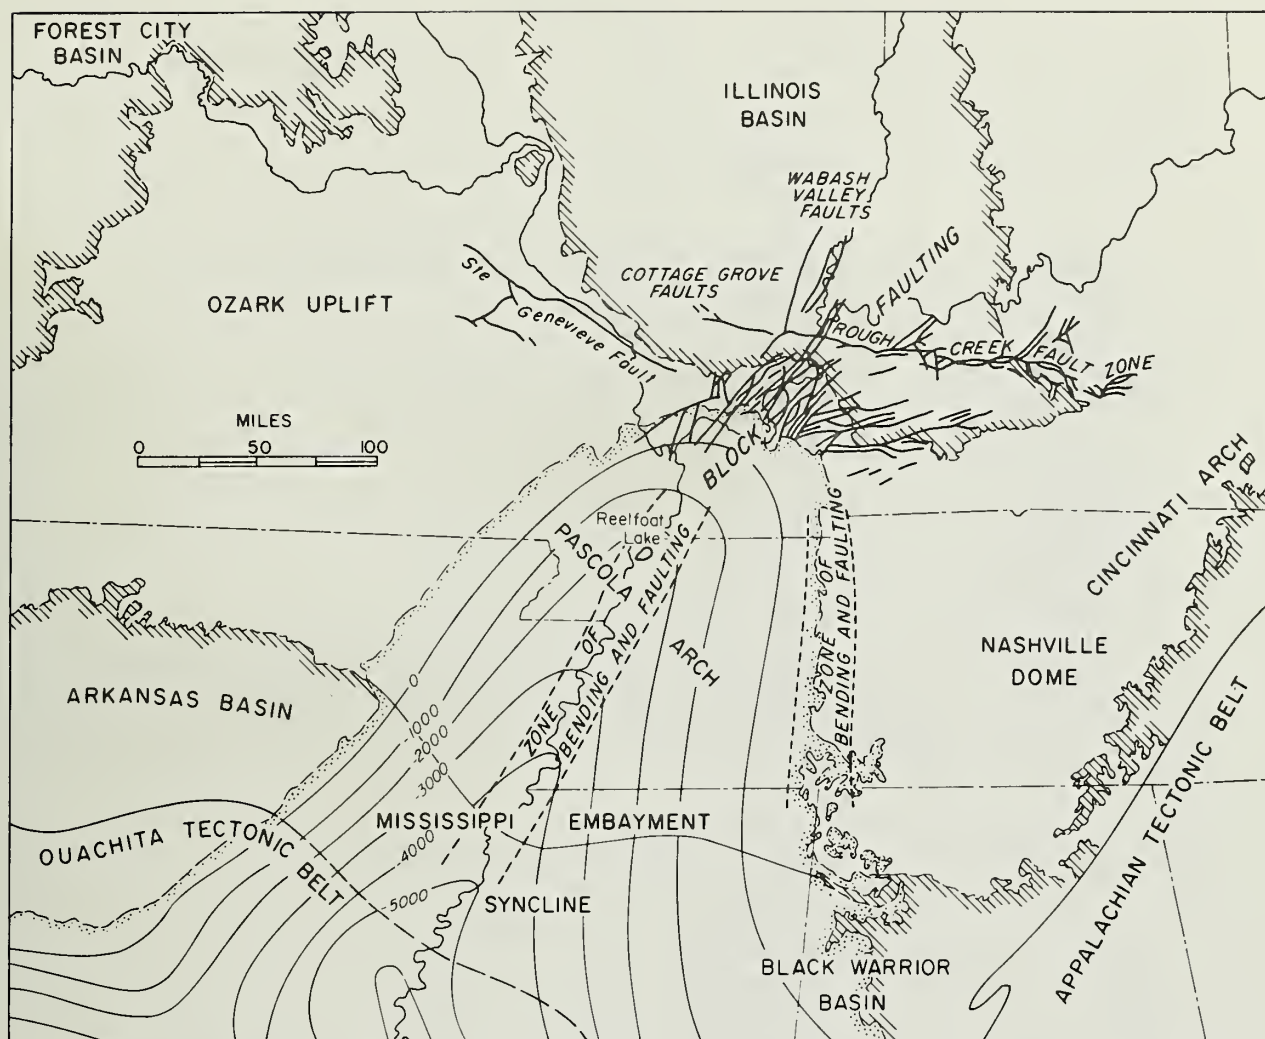 FOREST CITY
BASIN
ILLINOIS
BASIN
WABASH
VALLEY
FAULTS
COTTAGE GROVE
FAULTS
BLOCK FAULTING
Ste Genevieve Fault
OZARK UPLIFT
ROUGH CREEK FAULT ZONE
MILES
0 50 100
CINCINNATI ARCH
Reelfoot
Lake
PASCOLA ARCH
ZONE OF
BENDING AND FAULTING
ZONE OF
BENDING AND FAULTING
NASHVILLE
DOME
ARKANSAS BASIN
0
1000
-2000
-3000
4000
-5000
MISSISSIPPI EMBAYMENT
SYNCLINE
OUACHITA TECTONIC BELT
APPALACHIAN TECTONIC BELT
BLACK WARRIOR
BASIN